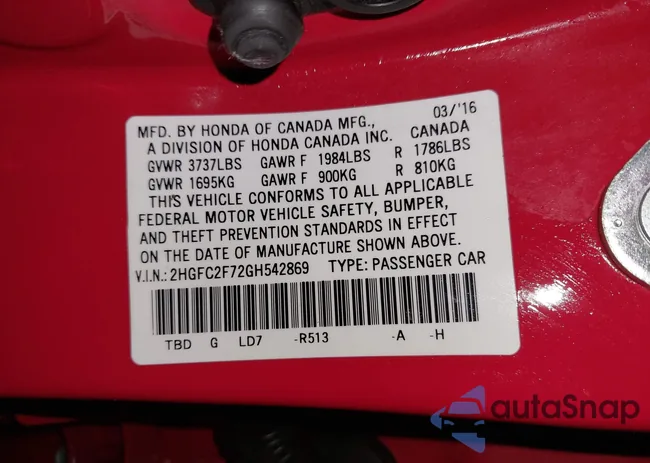 03/'16
MFD. BY HONDA OF CANADA MFG.,
A DIVISION OF HONDA CANADA INC. CANADA
GVWR 3737LBS GAWR F 1984LBS R 1786LBS
GVWR 1695KG GAWR F 900KG R 810KG
THIS VEHICLE CONFORMS TO ALL APPLICABLE
FEDERAL MOTOR VEHICLE SAFETY, BUMPER,
AND THEFT PREVENTION STANDARDS IN EFFECT
ON THE DATE OF MANUFACTURE SHOWN ABOVE.
V.I.N.:2HGFC2F72GH542869 TYPE: PASSENGER CAR
TBD G LD7 -R513 -A -H
autaSnap